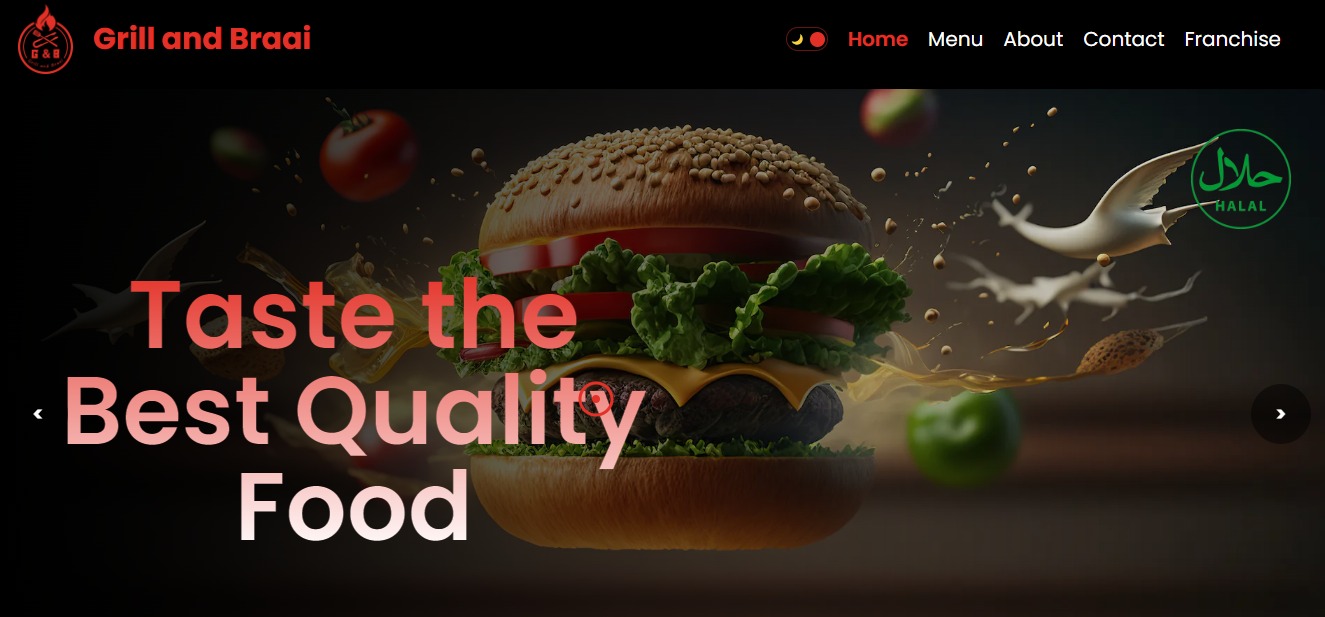 G & B
Grill and Braai
Home Menu About Contact Franchise
حلال
HALAL
Taste the
Best Quality
Food